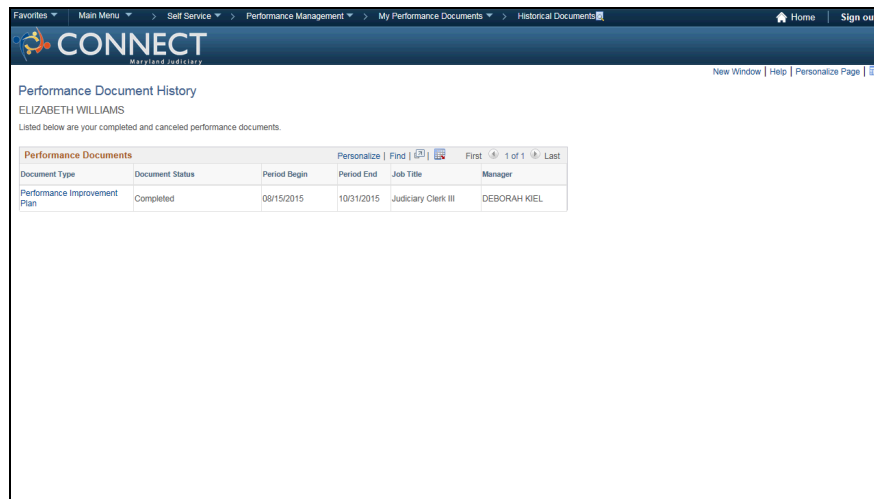 Favorites Main Menu > Self Service > Performance Management > My Performance Documents > Historical Documents Home Sign ou
CONNECT
Maryland Judiciary
New Window | Help | Personalize Page |
Performance Document History
ELIZABETH WILLIAMS
Listed below are your completed and canceled performance documents.
Performance Documents Personalize | Find | | First 1 of 1 Last
Document Type Document Status Period Begin Period End Job Title Manager
Performance Improvement Plan Completed 08/15/2015 10/31/2015 Judiciary Clerk III DEBORAH KIEL